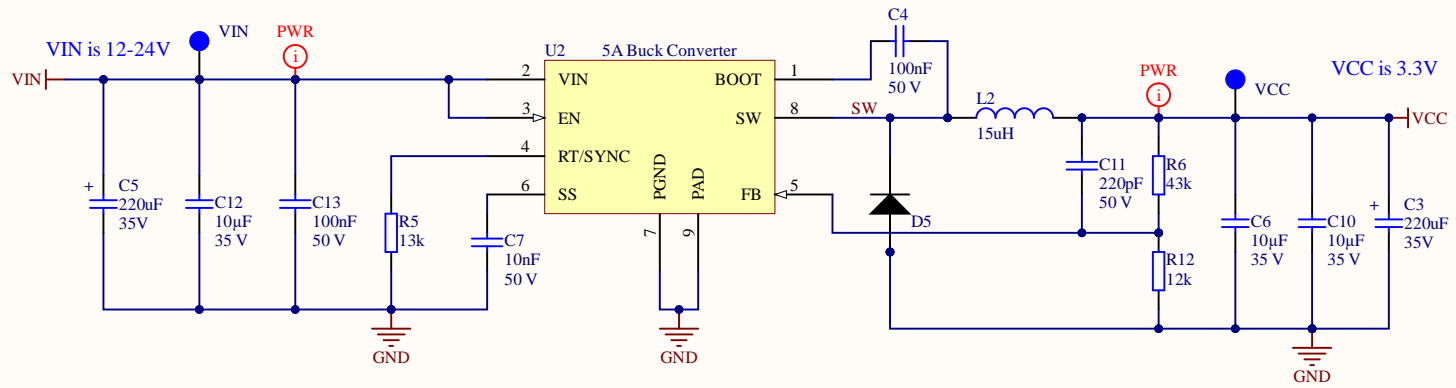 VIN is 12-24V
VIN
PWR
i
VIN
C5
220uF
35V
+
C12
10µF
35 V
C13
100nF
50 V
R5
13k
C7
10nF
50 V
GND
U2
5A Buck Converter
2
VIN
3
EN
4
RT/SYNC
6
SS
BOOT
1
SW
8
FB
5
PGND
7
PAD
9
GND
C4
100nF
50 V
SW
L2
15uH
D5
C11
220pF
50 V
PWR
i
R6
43k
R12
12k
VCC
VCC is 3.3V
VCC
C6
10µF
35 V
C10
10µF
35 V
+
C3
220uF
35V
GND